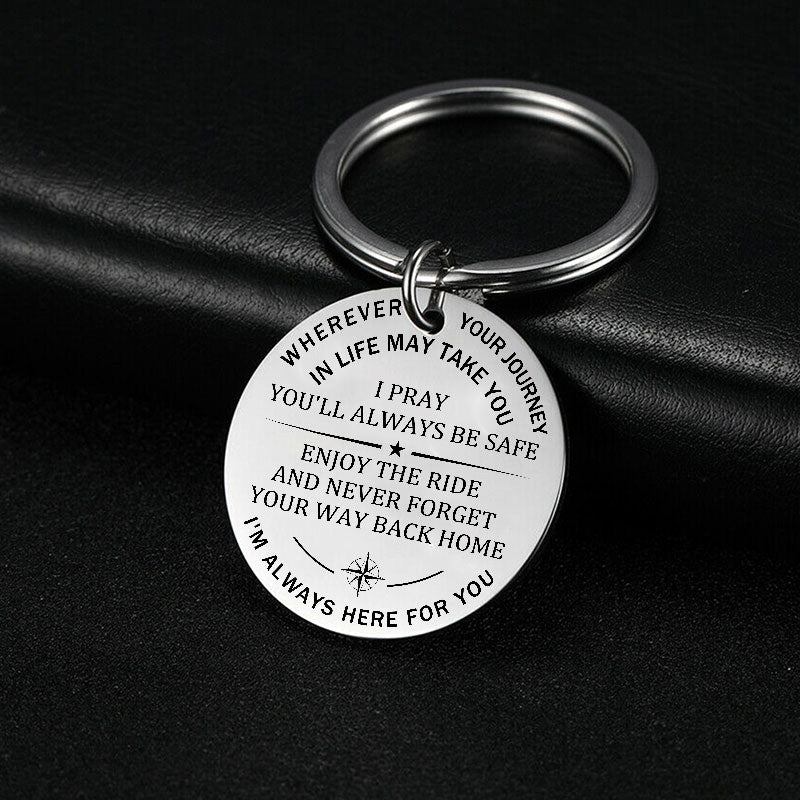 WHEREVER YOUR JOURNEY
IN LIFE MAY TAKE YOU
I PRAY
YOU'LL ALWAYS BE SAFE
ENJOY THE RIDE
AND NEVER FORGET
YOUR WAY BACK HOME
I'M ALWAYS HERE FOR YOU